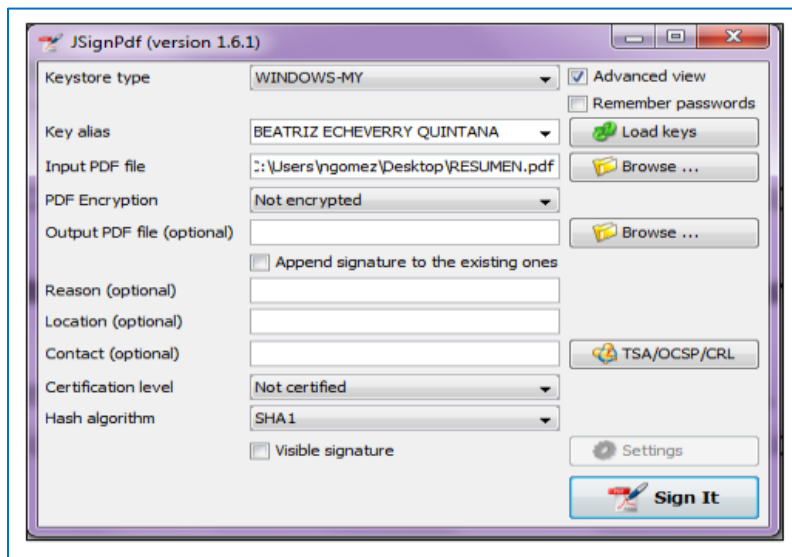 JSignPdf (version 1.6.1)
Keystore type WINDOWS-MY Advanced view
Remember passwords
Key alias BEATRIZ ECHEVERRY QUINTANA Load keys
Input PDF file :\Users\ngomez\Desktop\RESUMEN.pdf Browse ...
PDF Encryption Not encrypted
Output PDF file (optional) Browse ...
Append signature to the existing ones
Reason (optional)
Location (optional)
Contact (optional) TSA/OCSP/CRL
Certification level Not certified
Hash algorithm SHA1
Visible signature Settings
Sign It